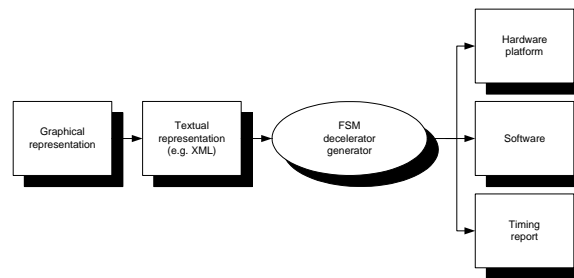 Graphical
representation
Textual
representation
(e.g. XML)
FSM
decelerator
generator
Hardware
platform
Software
Timing
report